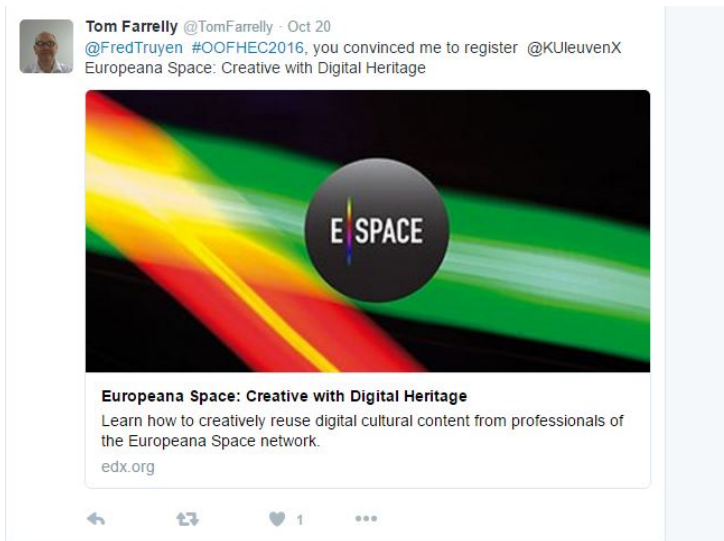 Tom Farrelly @TomFarrelly · Oct 20
@FredTruyen #OOFHEC2016, you convinced me to register @KUleuvenX
Europeana Space: Creative with Digital Heritage
E SPACE
Europeana Space: Creative with Digital Heritage
Learn how to creatively reuse digital cultural content from professionals of
the Europeana Space network.
edx.org
1